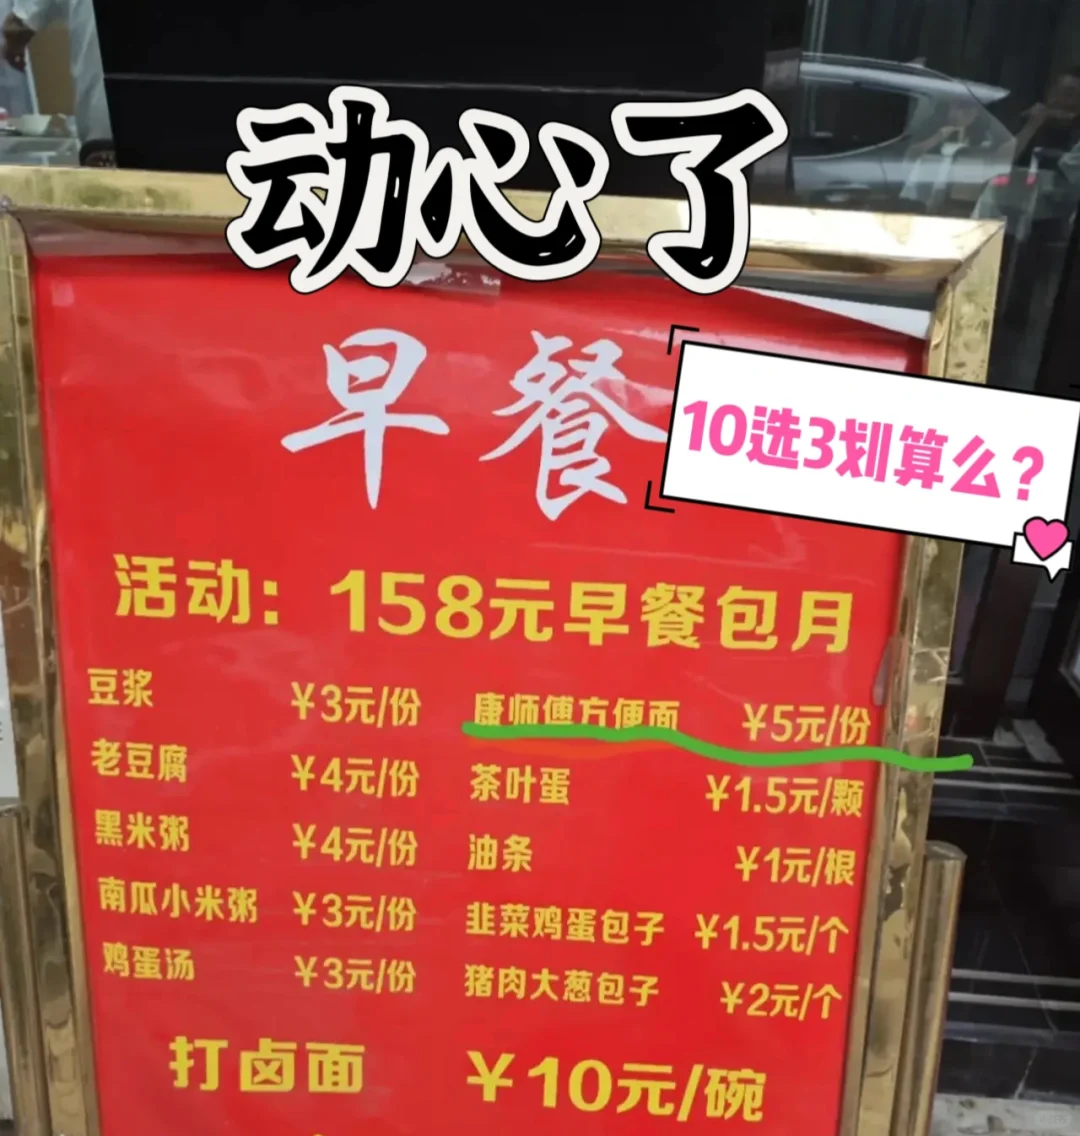 动心了
早餐
10选3划算么？
活动：158元早餐包月
豆浆 ￥3元/份 康师傅方便面 ￥5元/份
老豆腐 ￥4元/份 茶叶蛋 ￥1.5元/颗
黑米粥 ￥4元/份 油条 ￥1元/根
南瓜小米粥 ￥3元/份 韭菜鸡蛋包子 ￥1.5元/个
鸡蛋汤 ￥3元/份 猪肉大葱包子 ￥2元/个
打卤面 ￥10元/碗